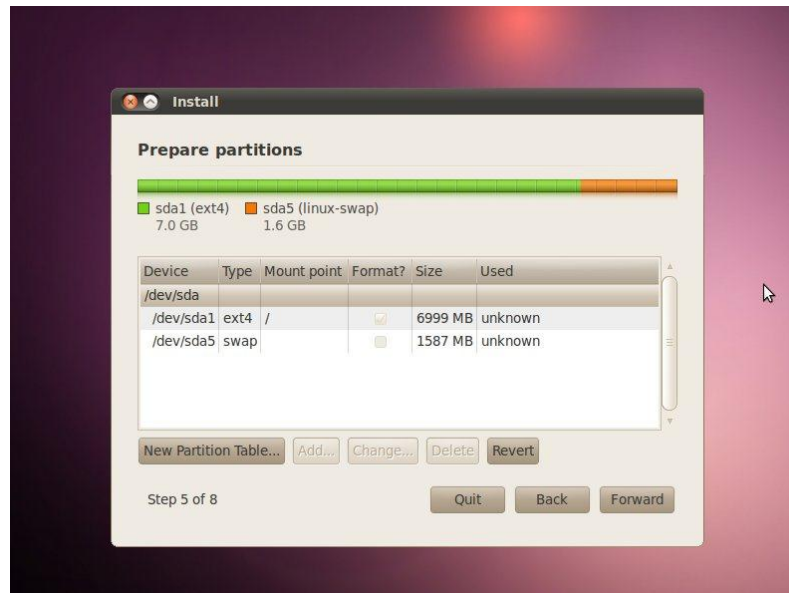 Install
Prepare partitions
sda1 (ext4) sda5 (linux-swap)
7.0 GB 1.6 GB
Device Type Mount point Format? Size Used
/dev/sda
/dev/sda1 ext4 / 6999 MB unknown
/dev/sda5 swap 1587 MB unknown
New Partition Table... Add... Change... Delete Revert
Step 5 of 8 Quit Back Forward